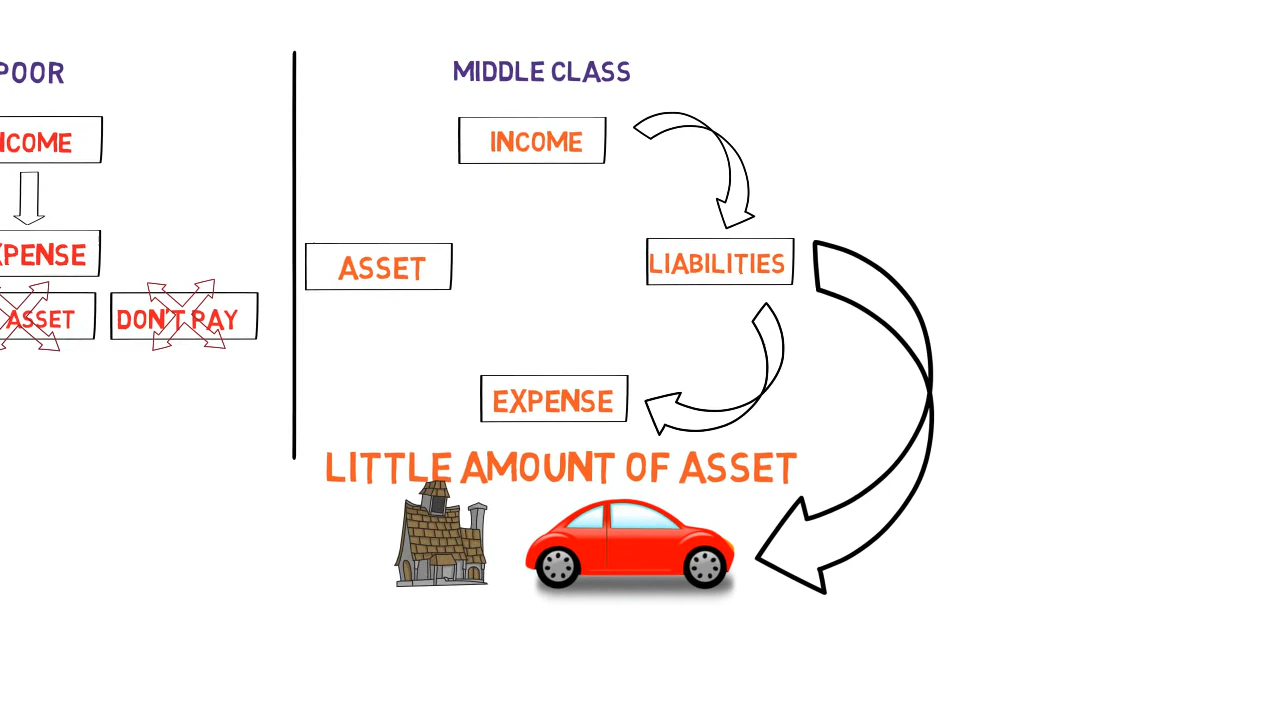 POOR
NCOME
XPENSE
ASSET
DON'T PAY
MIDDLE CLASS
INCOME
ASSET
LIABILITIES
EXPENSE
LITTLE AMOUNT OF ASSET